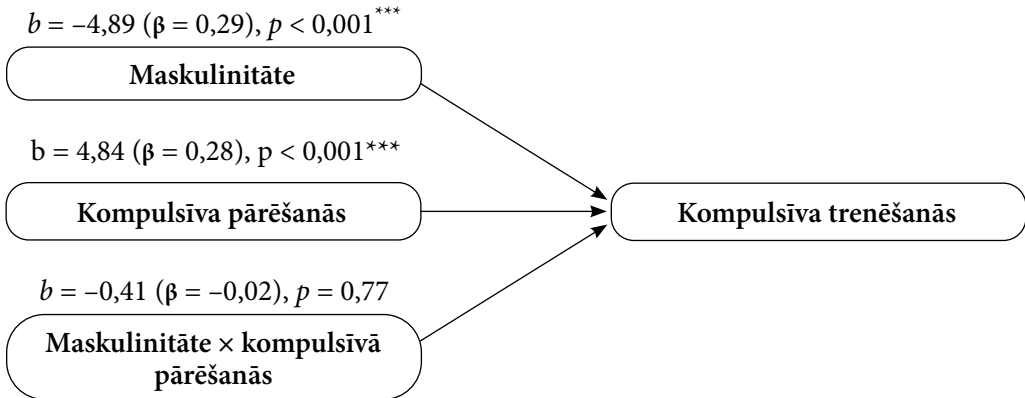 b = –4,89 (β = 0,29), p < 0,001***
Maskulinitāte
b = 4,84 (β = 0,28), p < 0,001***
Kompulsīva pārēšanās
Kompulsīva trenēšanās
b = –0,41 (β = –0,02), p = 0,77
Maskulinitāte × kompulsīvā
pārēšanās